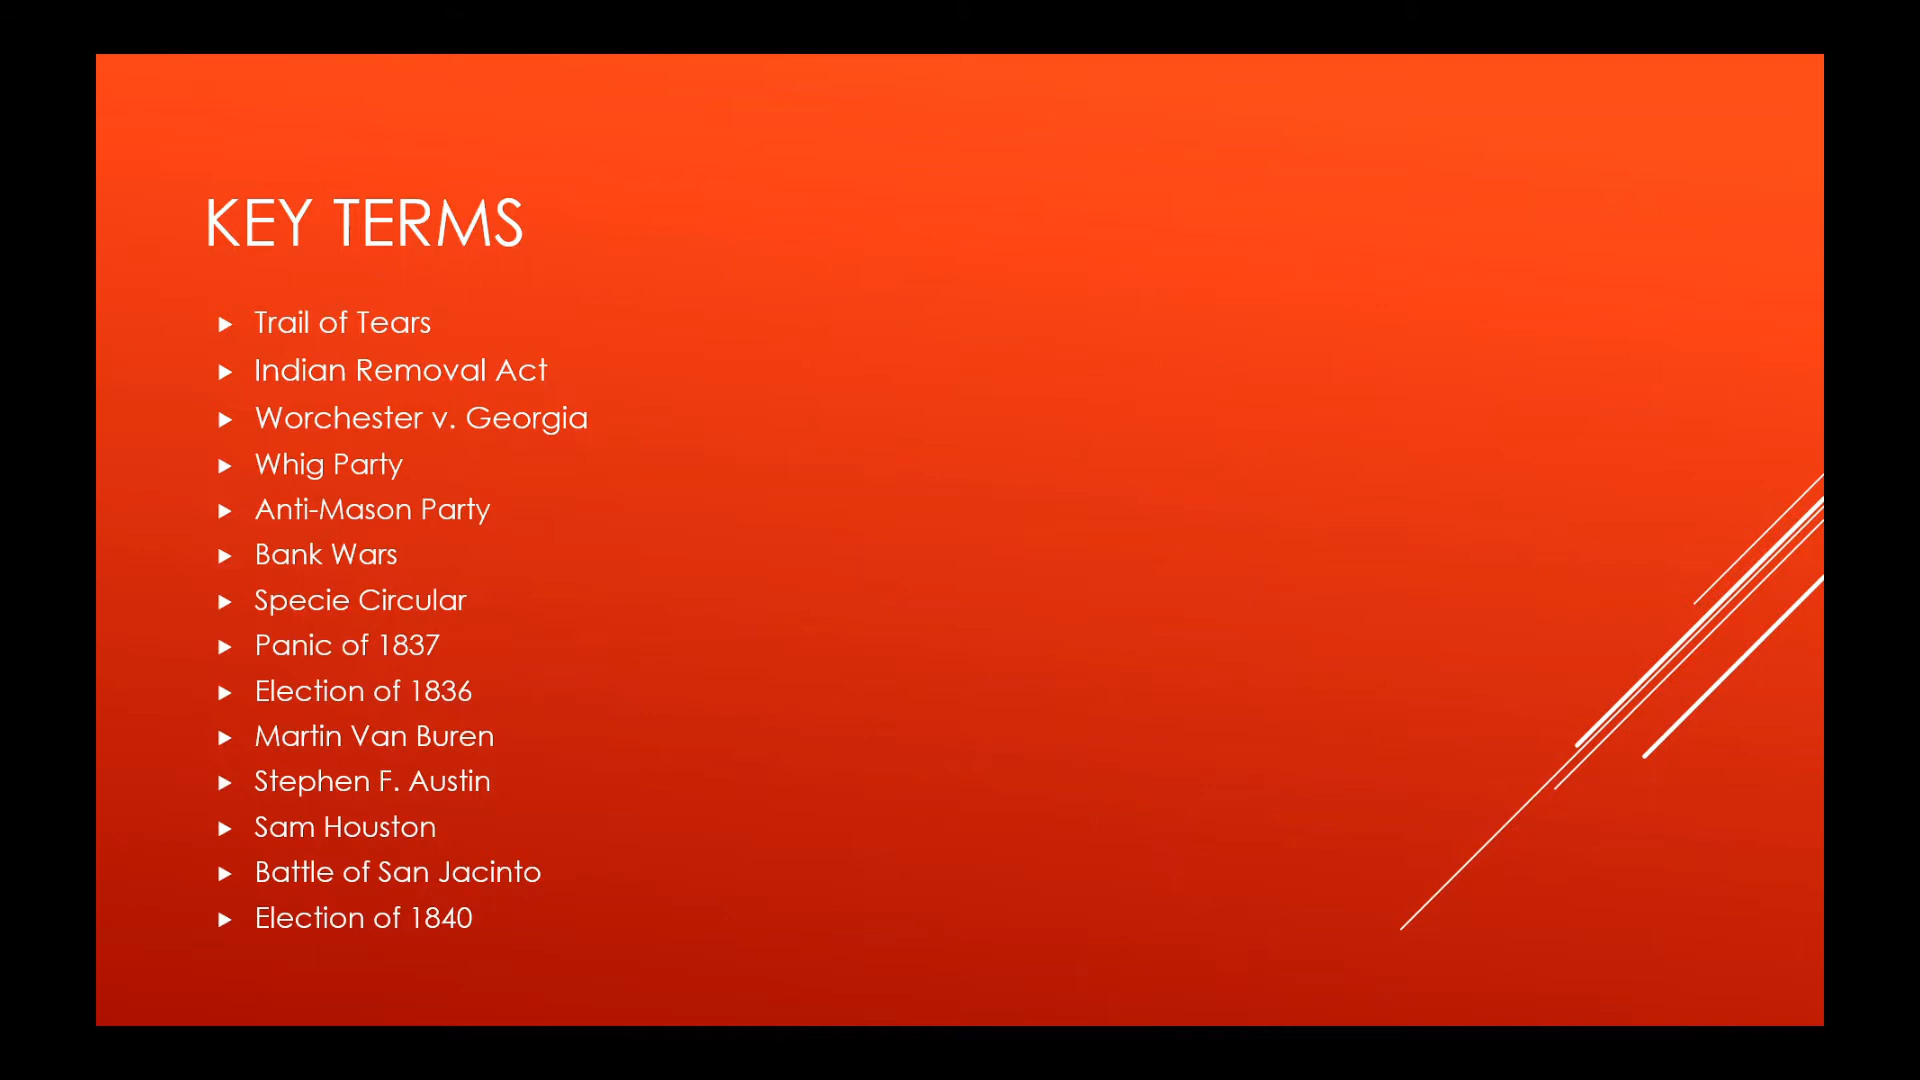 KEY TERMS
Trail of Tears
Indian Removal Act
Worchester v. Georgia
Whig Party
Anti-Mason Party
Bank Wars
Specie Circular
Panic of 1837
Election of 1836
Martin Van Buren
Stephen F. Austin
Sam Houston
Battle of San Jacinto
Election of 1840